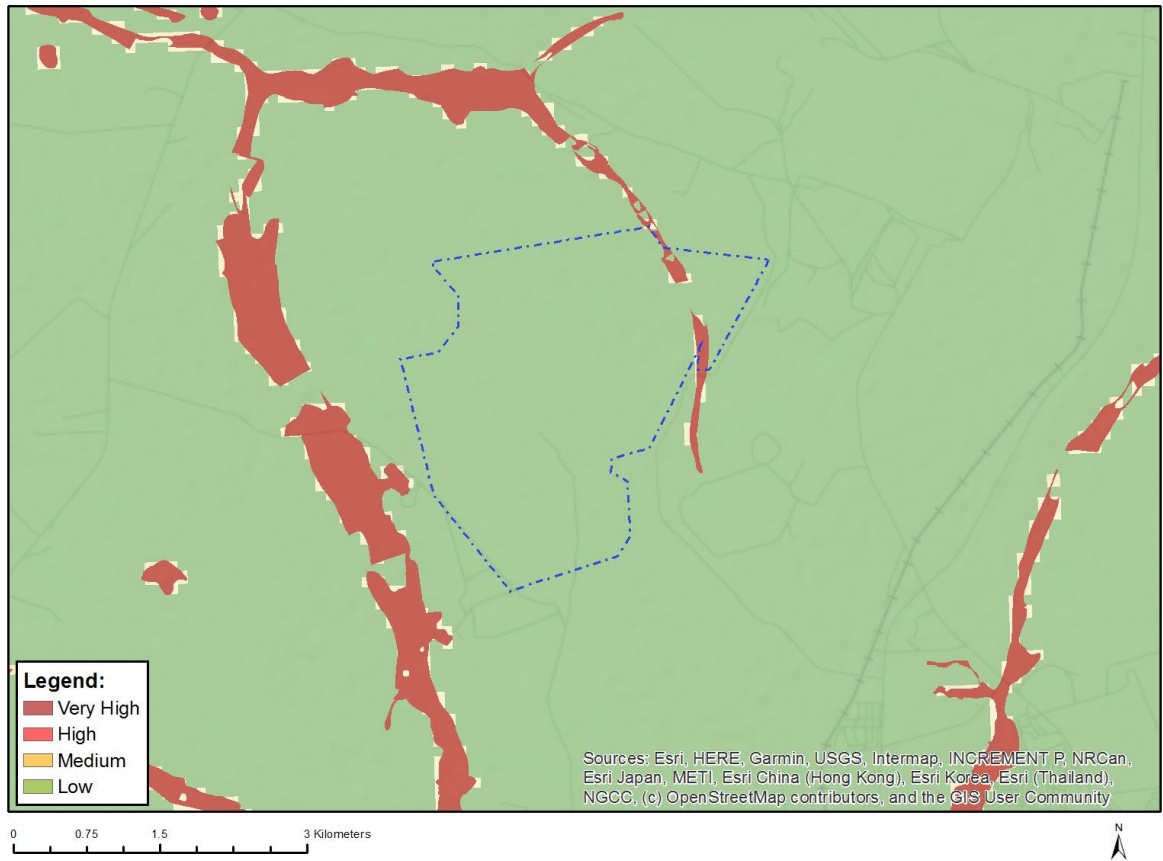 Legend:
Very High
High
Medium
Low
Sources: Esri, HERE, Garmin, USGS, Intermap, INCREMENT P, NRCan,
Esri Japan, METI, Esri China (Hong Kong), Esri Korea, Esri (Thailand),
NGCC, (c) OpenStreetMap contributors, and the GIS User Community
0 0.75 1.5 3 Kilometers
N